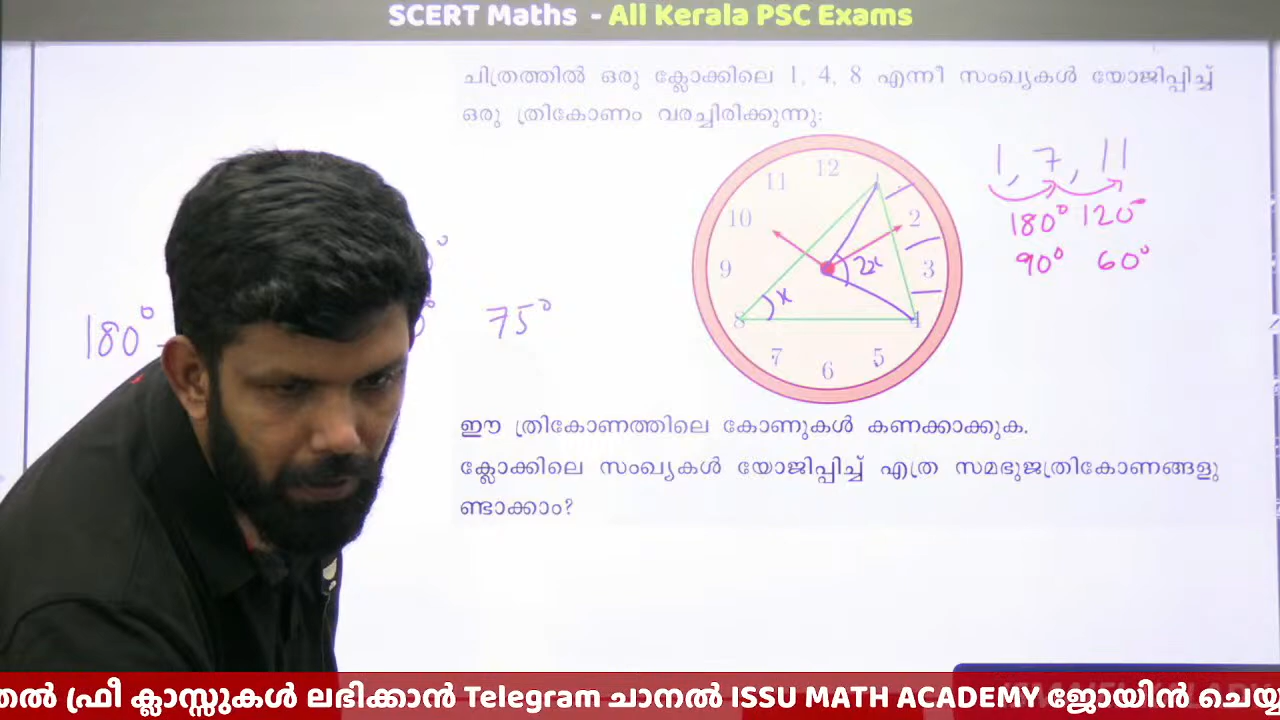 SCERT Maths - All Kerala PSC Exams
ചിത്രത്തിൽ ഒരു ക്ലോക്കിലെ 1, 4, 8 എന്നീ സംഖ്യകൾ യോജിപ്പിച്ച്
ഒരു ത്രികോണം വരച്ചിരിക്കുന്നു:
12
11 1
10 2
9 3
8 4
7 5
6
x
2x
1, 7, 11
180° 120°
90° 60°
180°
75°
ഈ ത്രികോണത്തിലെ കോണുകൾ കണക്കാക്കുക.
ക്ലോക്കിലെ സംഖ്യകൾ യോജിപ്പിച്ച് എത്ര സമഭുജത്രികോണങ്ങളു
ണ്ടാക്കാം?
ഫ്രീ ക്ലാസ്സുകൾ ലഭിക്കാൻ Telegram ചാനൽ ISSU MATH ACADEMY ജോയിൻ